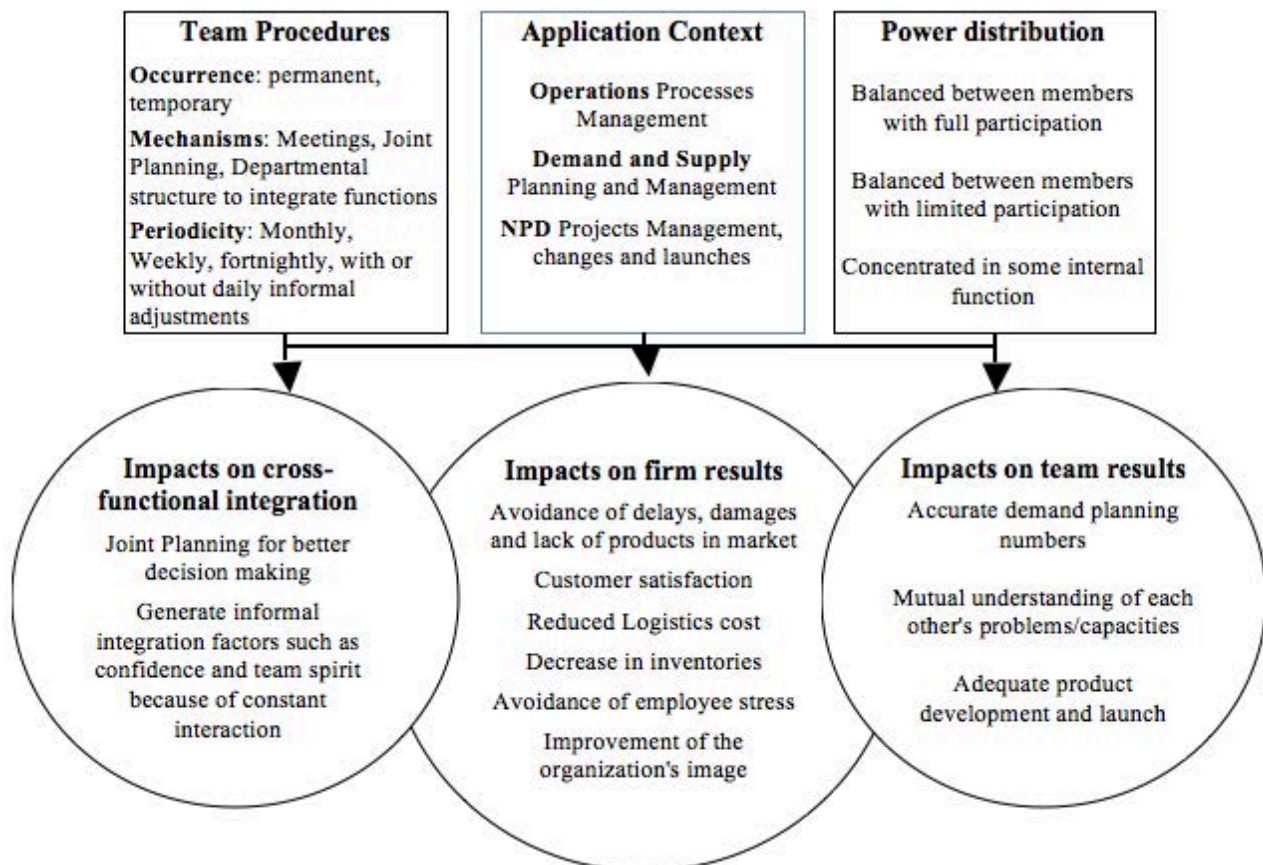 Team Procedures
Occurrence: permanent,
temporary
Mechanisms: Meetings, Joint
Planning, Departmental
structure to integrate functions
Periodicity: Monthly,
Weekly, fortnightly, with or
without daily informal
adjustments
Application Context
Operations Processes
Management
Demand and Supply
Planning and Management
NPD Projects Management,
changes and launches
Power distribution
Balanced between members
with full participation
Balanced between members
with limited participation
Concentrated in some internal
function
Impacts on cross-
functional integration
Joint Planning for better
decision making
Generate informal
integration factors such as
confidence and team spirit
because of constant
interaction
Impacts on firm results
Avoidance of delays, damages
and lack of products in market
Customer satisfaction
Reduced Logistics cost
Decrease in inventories
Avoidance of employee stress
Improvement of the
organization's image
Impacts on team results
Accurate demand planning
numbers
Mutual understanding of each
other's problems/capacities
Adequate product
development and launch